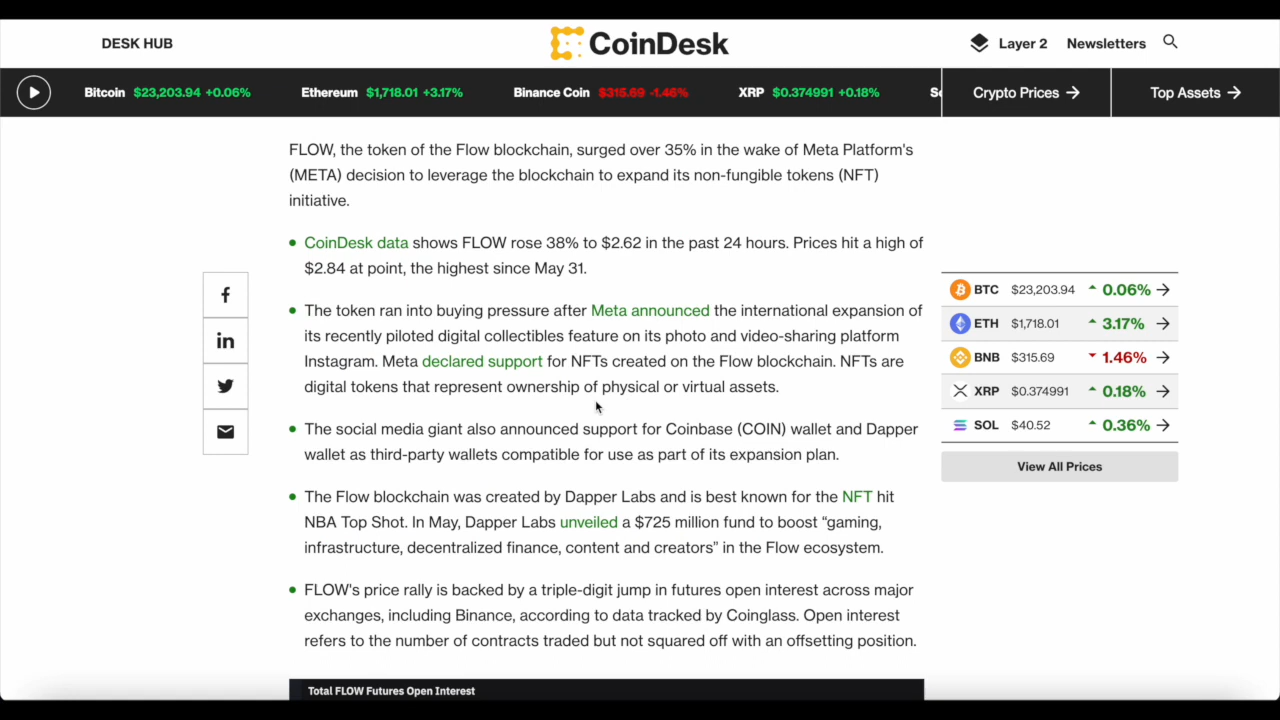 DESK HUB
CoinDesk
Layer 2
Newsletters
Bitcoin $23,203.94 +0.06%
Ethereum $1,718.01 +3.17%
Binance Coin $315.69 -1.46%
XRP $0.374991 +0.18%
Crypto Prices
Top Assets
FLOW, the token of the Flow blockchain, surged over 35% in the wake of Meta Platform's
(META) decision to leverage the blockchain to expand its non-fungible tokens (NFT)
initiative.
CoinDesk data shows FLOW rose 38% to $2.62 in the past 24 hours. Prices hit a high of
$2.84 at point, the highest since May 31.
The token ran into buying pressure after Meta announced the international expansion of
its recently piloted digital collectibles feature on its photo and video-sharing platform
Instagram. Meta declared support for NFTs created on the Flow blockchain. NFTs are
digital tokens that represent ownership of physical or virtual assets.
The social media giant also announced support for Coinbase (COIN) wallet and Dapper
wallet as third-party wallets compatible for use as part of its expansion plan.
The Flow blockchain was created by Dapper Labs and is best known for the NFT hit
NBA Top Shot. In May, Dapper Labs unveiled a $725 million fund to boost “gaming,
infrastructure, decentralized finance, content and creators” in the Flow ecosystem.
FLOW's price rally is backed by a triple-digit jump in futures open interest across major
exchanges, including Binance, according to data tracked by Coinglass. Open interest
refers to the number of contracts traded but not squared off with an offsetting position.
Total FLOW Futures Open Interest
BTC $23,203.94 0.06%
ETH $1,718.01 3.17%
BNB $315.69 1.46%
XRP $0.374991 0.18%
SOL $40.52 0.36%
View All Prices